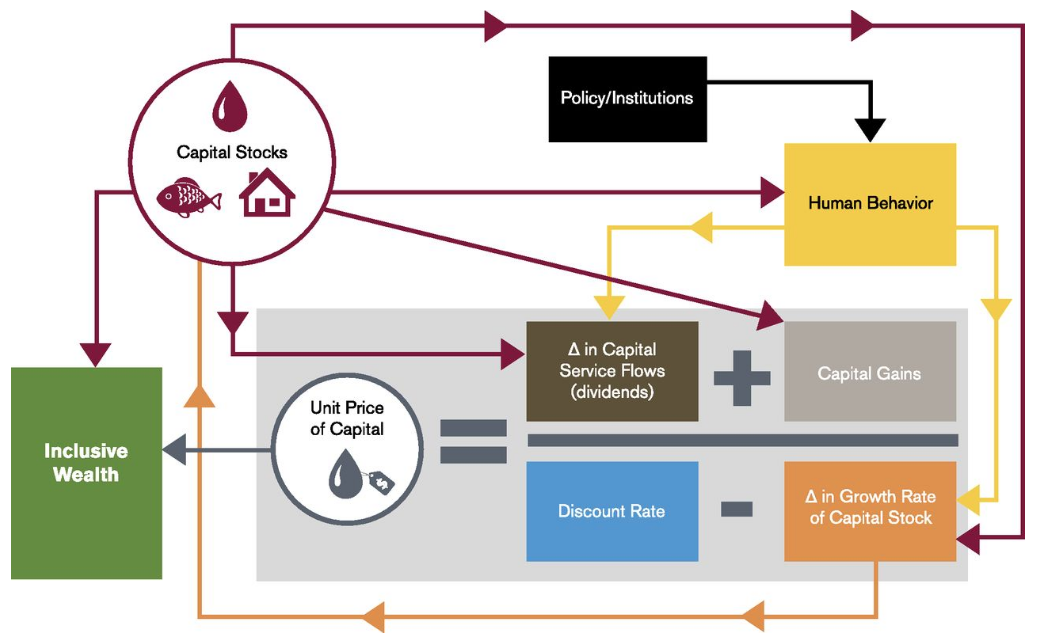 Policy/Institutions
Capital Stocks
Human Behavior
Δ in Capital
Service Flows
(dividends)
+
Capital Gains
Unit Price
of Capital
$
=
Inclusive
Wealth
Discount Rate
-
Δ in Growth Rate
of Capital Stock